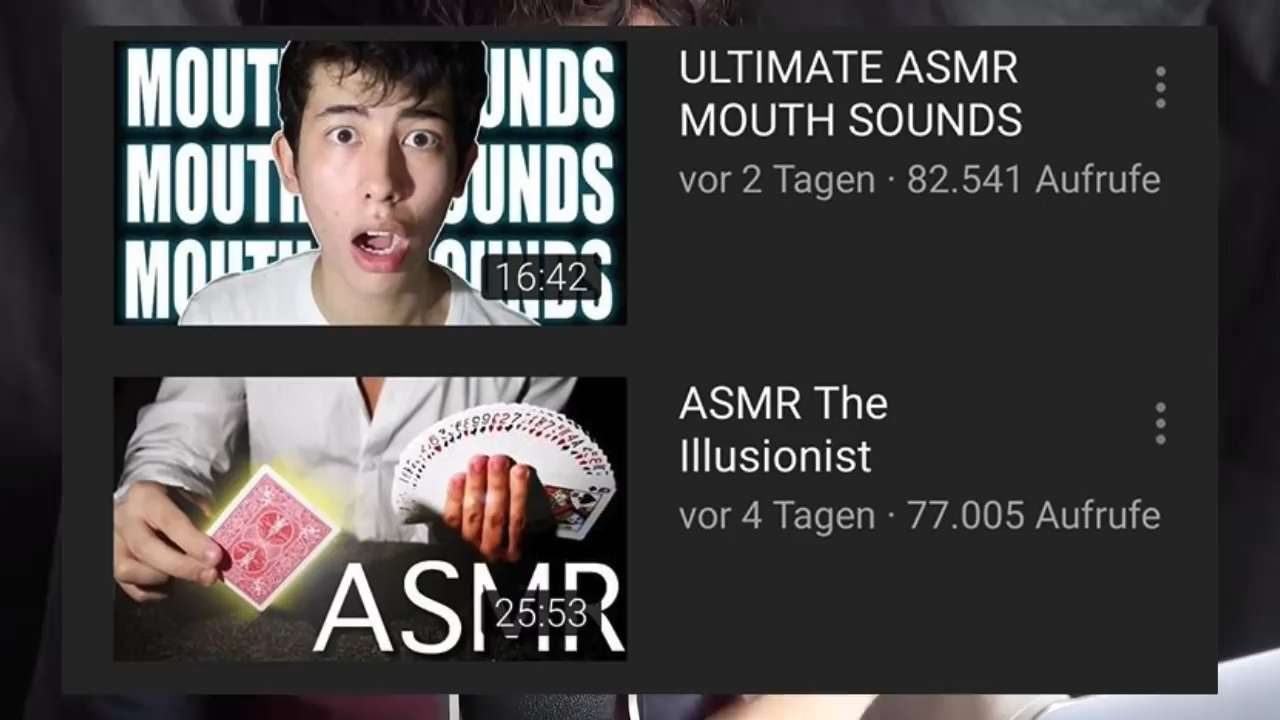 MOUTH SOUNDS
MOUTH SOUNDS
MOUTH SOUNDS
16:42
ULTIMATE ASMR
MOUTH SOUNDS
vor 2 Tagen · 82.541 Aufrufe
ASMR
25:53
ASMR The
Illusionist
vor 4 Tagen · 77.005 Aufrufe